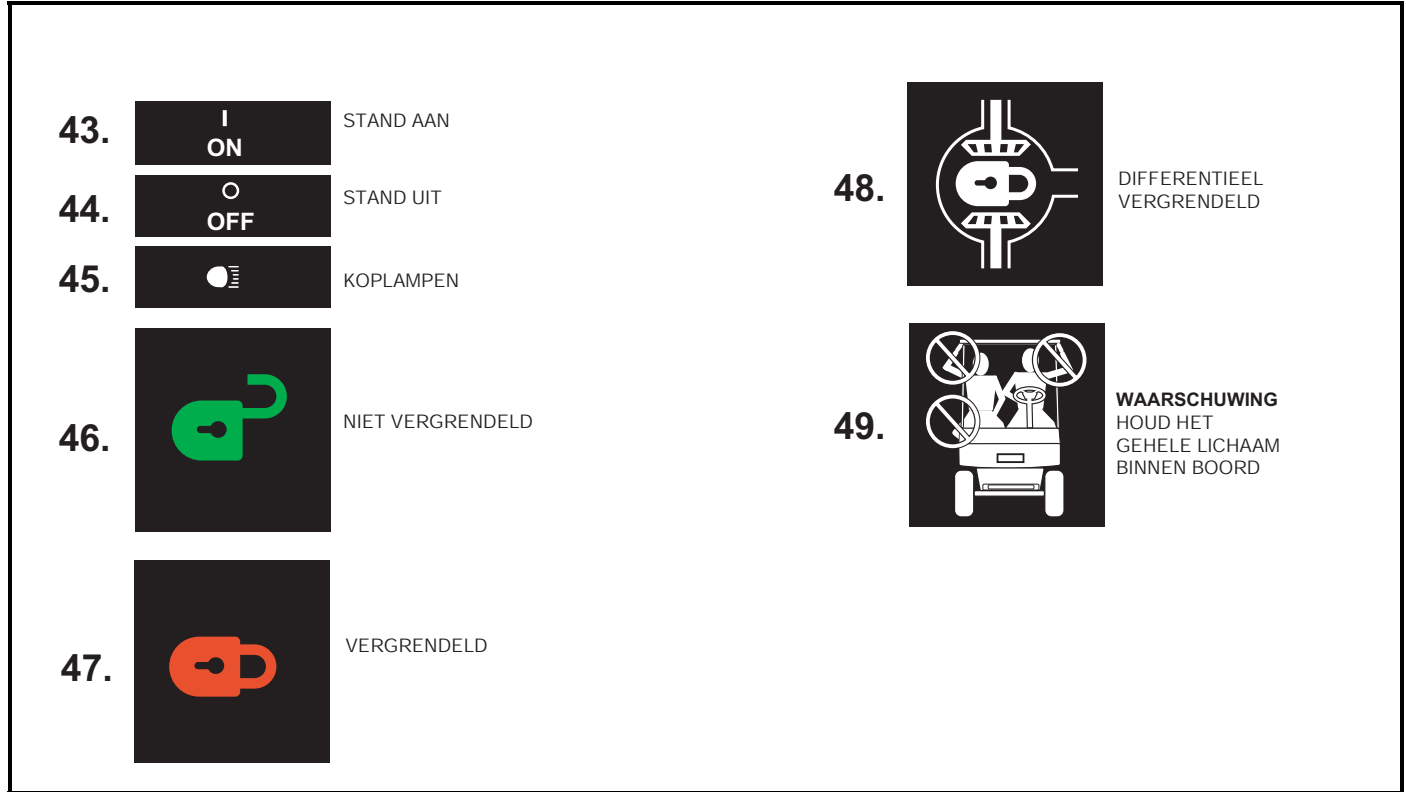 43.
I
ON
STAND AAN
44.
O
OFF
STAND UIT
45.
KOPLAMPEN
46.
NIET VERGRENDELD
47.
VERGRENDELD
48.
DIFFERENTIEEL
VERGRENDELD
49.
WAARSCHUWING
HOUD HET
GEHELE LICHAAM
BINNEN BOORD